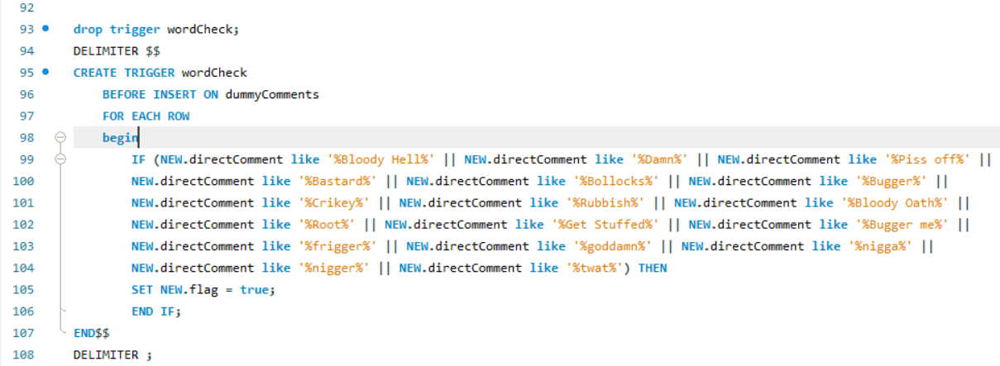 92
93 drop trigger wordCheck;
94 DELIMITER $$
95 CREATE TRIGGER wordCheck
96 BEFORE INSERT ON dummyComments
97 FOR EACH ROW
98 begin
99 IF (NEW.directComment like '%Bloody Hell%' || NEW.directComment like '%Damn%' || NEW.directComment like '%Piss off%' ||
100 NEW.directComment like '%Bastard%' || NEW.directComment like '%Bollocks%' || NEW.directComment like '%Bugger%' ||
101 NEW.directComment like '%Crikey%' || NEW.directComment like '%Rubbish%' || NEW.directComment like '%Bloody Oath%' ||
102 NEW.directComment like '%Root%' || NEW.directComment like '%Get Stuffed%' || NEW.directComment like '%Bugger me%' ||
103 NEW.directComment like '%frigger%' || NEW.directComment like '%goddamn%' || NEW.directComment like '%nigga%' ||
104 NEW.directComment like '%nigger%' || NEW.directComment like '%twat%') THEN
105 SET NEW.flag = true;
106 END IF;
107 END$$
108 DELIMITER ;